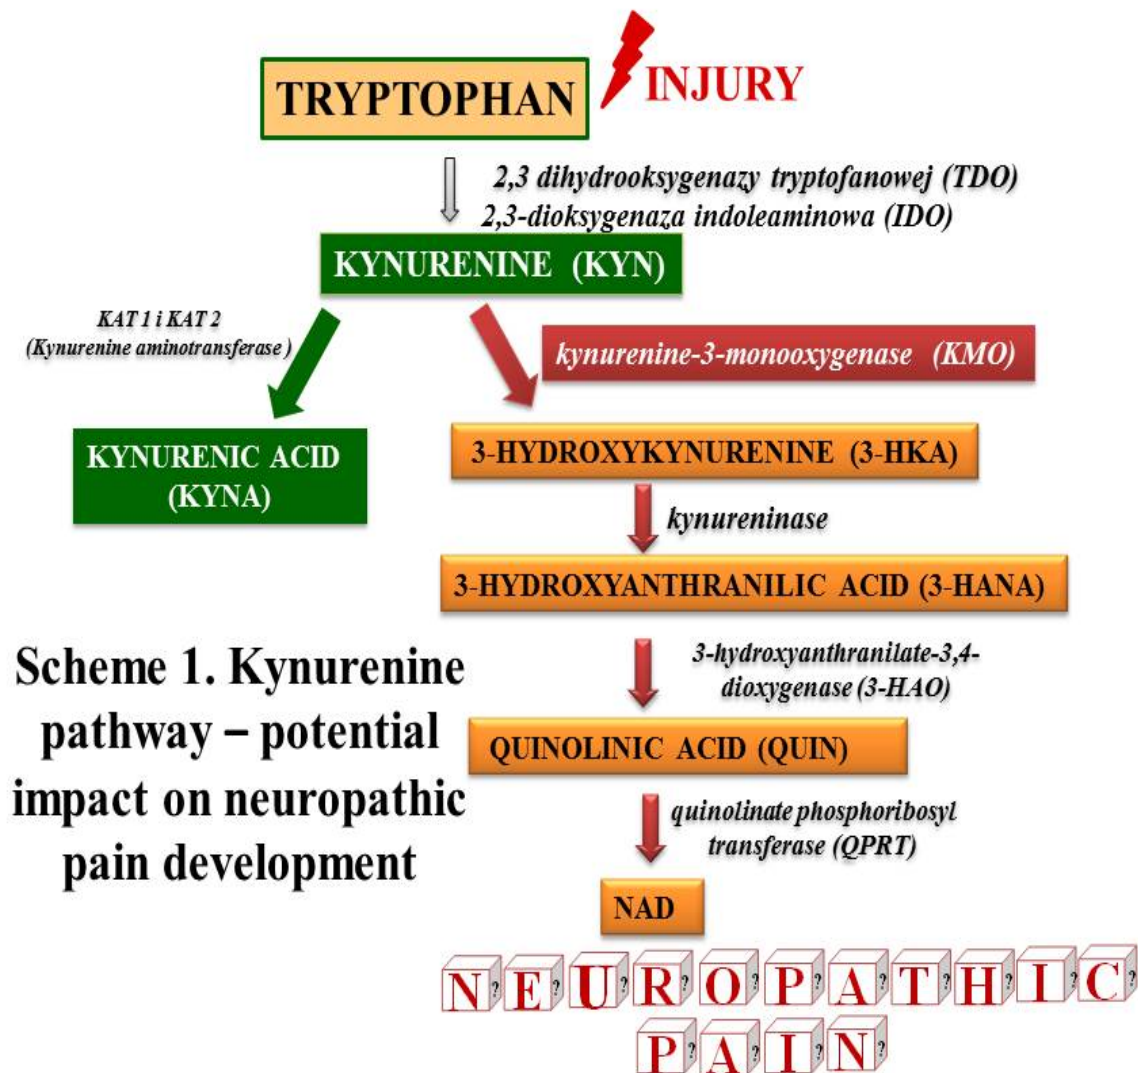 TRYPTOPHAN
INJURY
2,3 dihydrooksygenazy tryptofanowej (TDO)
2,3-dioksygenaza indoleaminowa (IDO)
KYNURENINE (KYN)
KAT 1 i KAT 2
(Kynurenine aminotransferase )
kynurenine-3-monooxygenase (KMO)
KYNURENIC ACID
(KYNA)
3-HYDROXYKYNURENINE (3-HKA)
kynureninase
3-HYDROXYANTHRANILIC ACID (3-HANA)
3-hydroxyanthranilate-3,4-
dioxygenase (3-HAO)
QUINOLINIC ACID (QUIN)
quinolinate phosphoribosyl
transferase (QPRT)
NAD
Scheme 1. Kynurenine
pathway – potential
impact on neuropathic
pain development
N? E? U? R? O? P? A? T? H? I? C?
P? A? I? N?